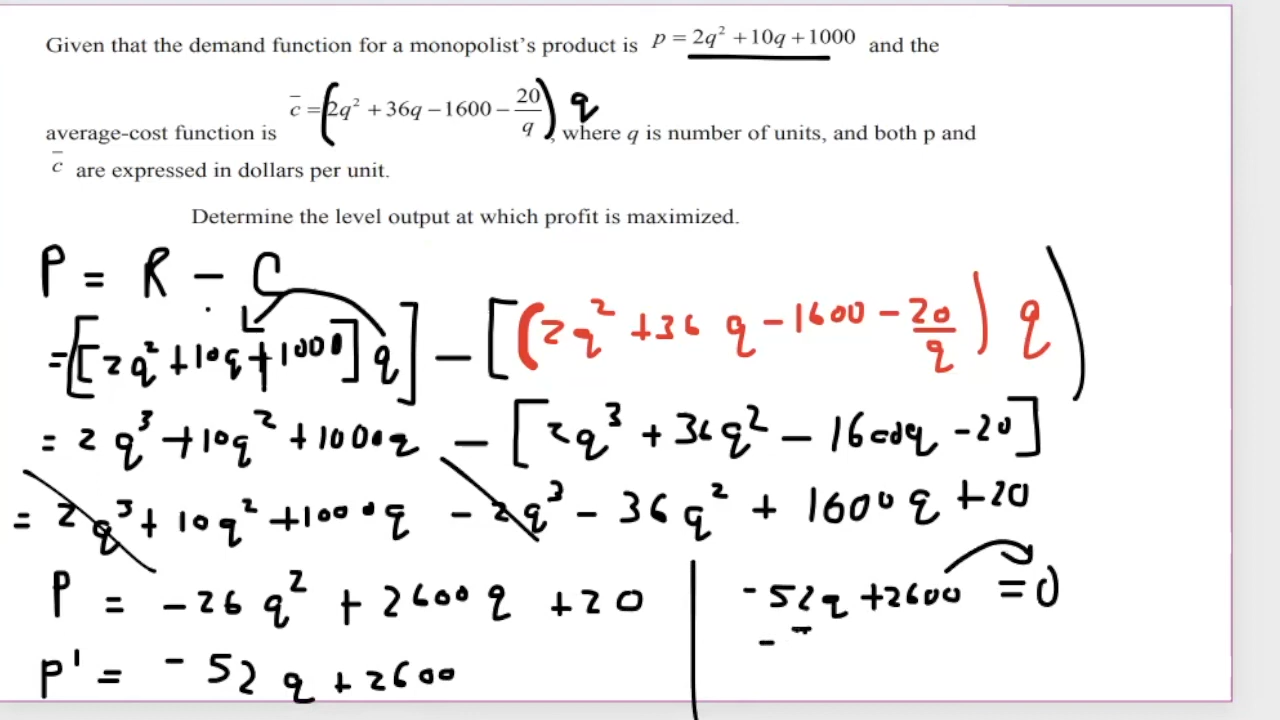 Given that the demand function for a monopolist's product is p = 2q² + 10q + 1000 and the
average-cost function is c̄ = (2q² + 36q − 1600 − 20/q) q , where q is number of units, and both p and
c̄ are expressed in dollars per unit.
Determine the level output at which profit is maximized.
P = R − C
= [[2q² + 10q + 1000] q] − [(2q² + 36q − 1600 − 20/q) q)
= 2q³ + 10q² + 1000q − [2q³ + 36q² − 1600q − 20]
= 2q³ + 10q² + 1000q − 2q³ − 36q² + 1600q + 20
P = −26q² + 2600q + 20
P' = −52q + 2600
−52q + 2600 = 0
−